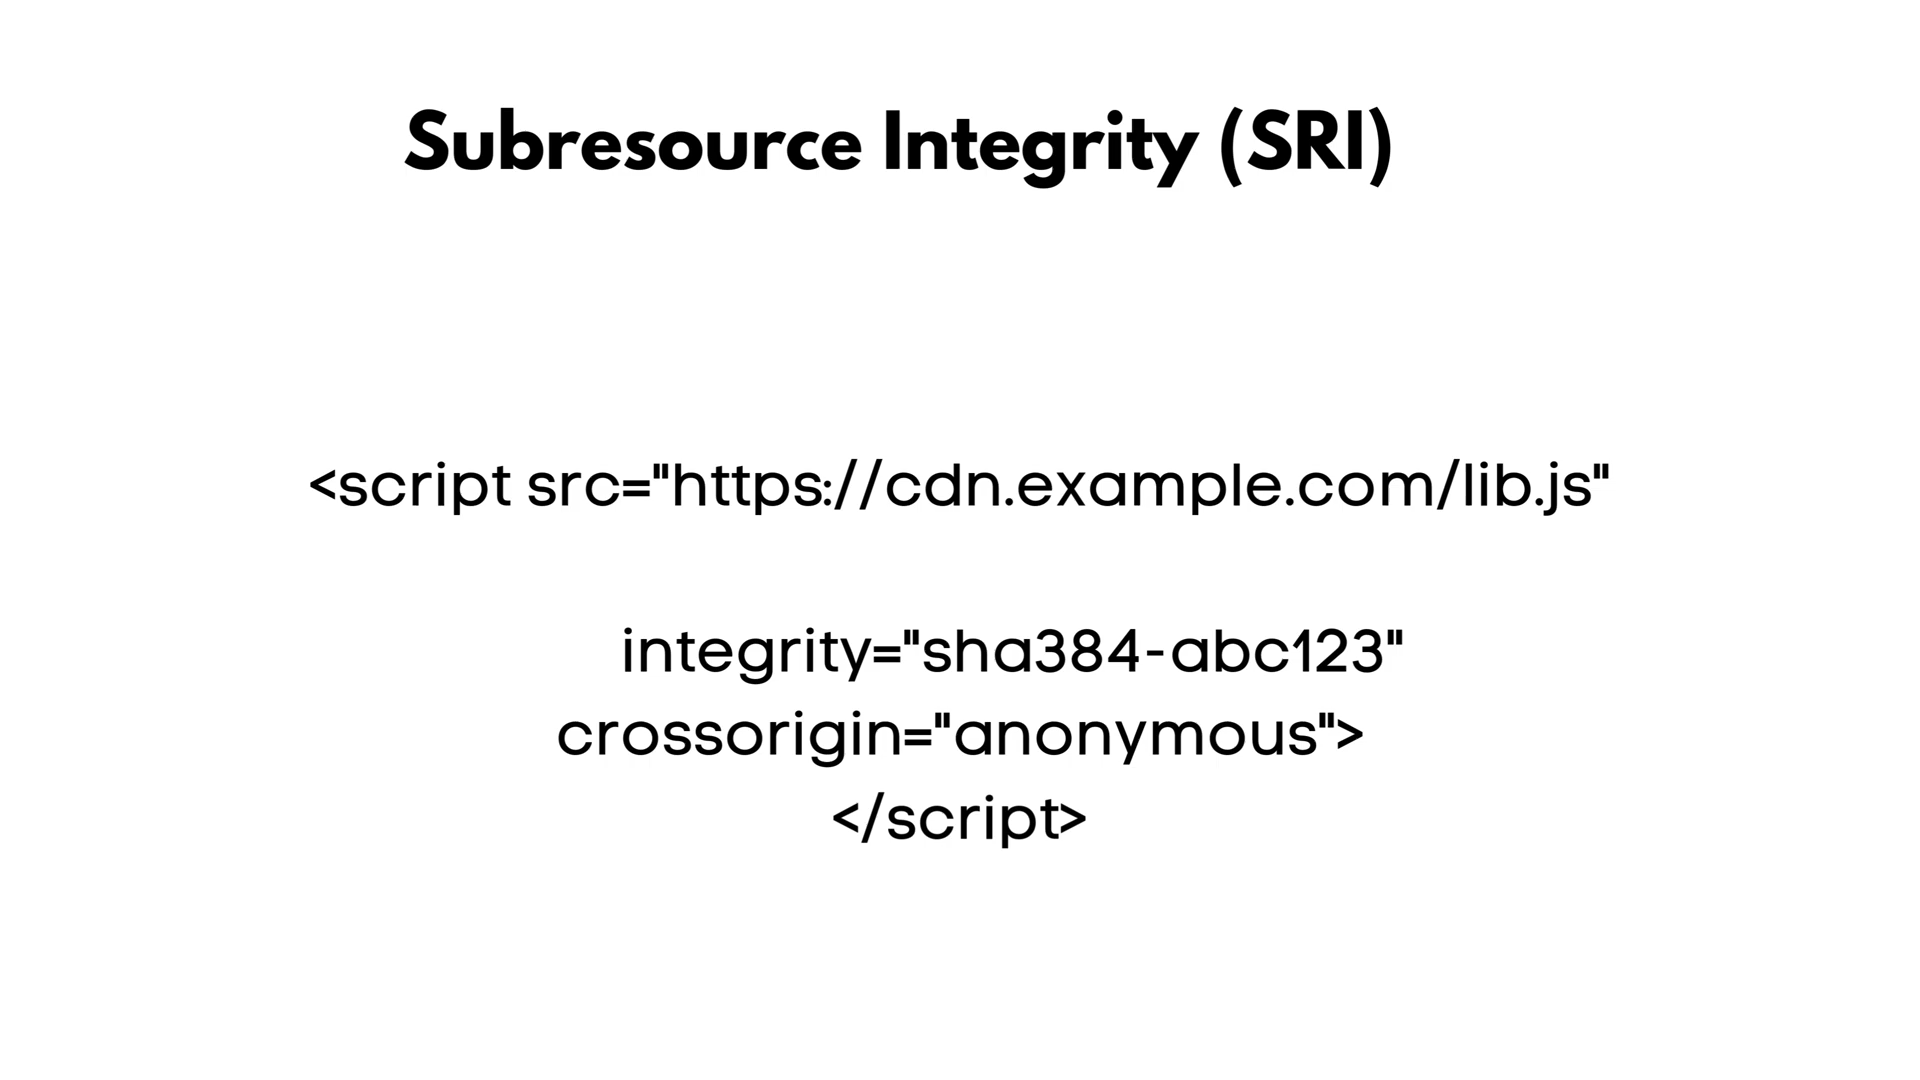 Subresource Integrity (SRI)
<script src="https://cdn.example.com/lib.js"
integrity="sha384-abc123"
crossorigin="anonymous">
</script>